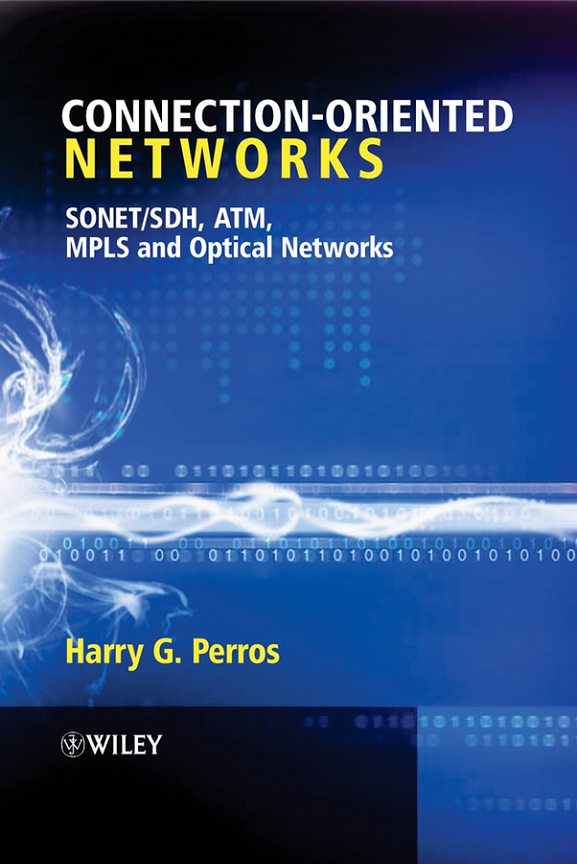 CONNECTION-ORIENTED
NETWORKS
SONET/SDH, ATM,
MPLS and Optical Networks
Harry G. Perros
WILEY